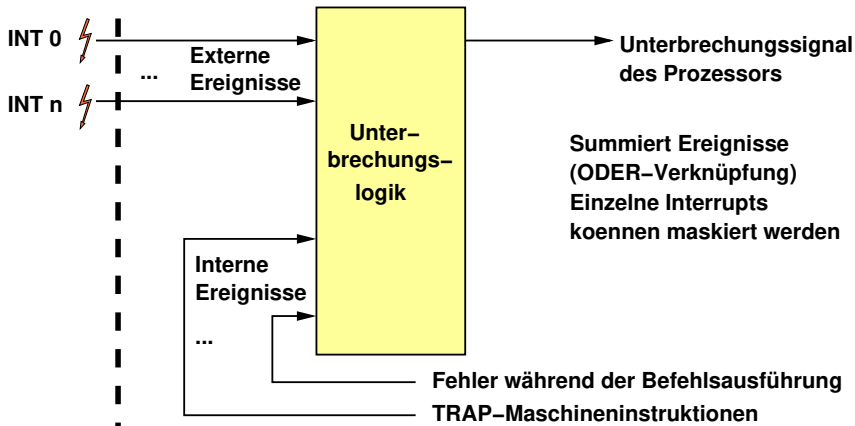 INT 0
...
Externe
Ereignisse
INT n
Unter–
brechungs–
logik
Unterbrechungssignal
des Prozessors
Summiert Ereignisse
(ODER–Verknüpfung)
Einzelne Interrupts
koennen maskiert werden
Interne
Ereignisse
...
Fehler während der Befehlsausführung
TRAP–Maschineninstruktionen